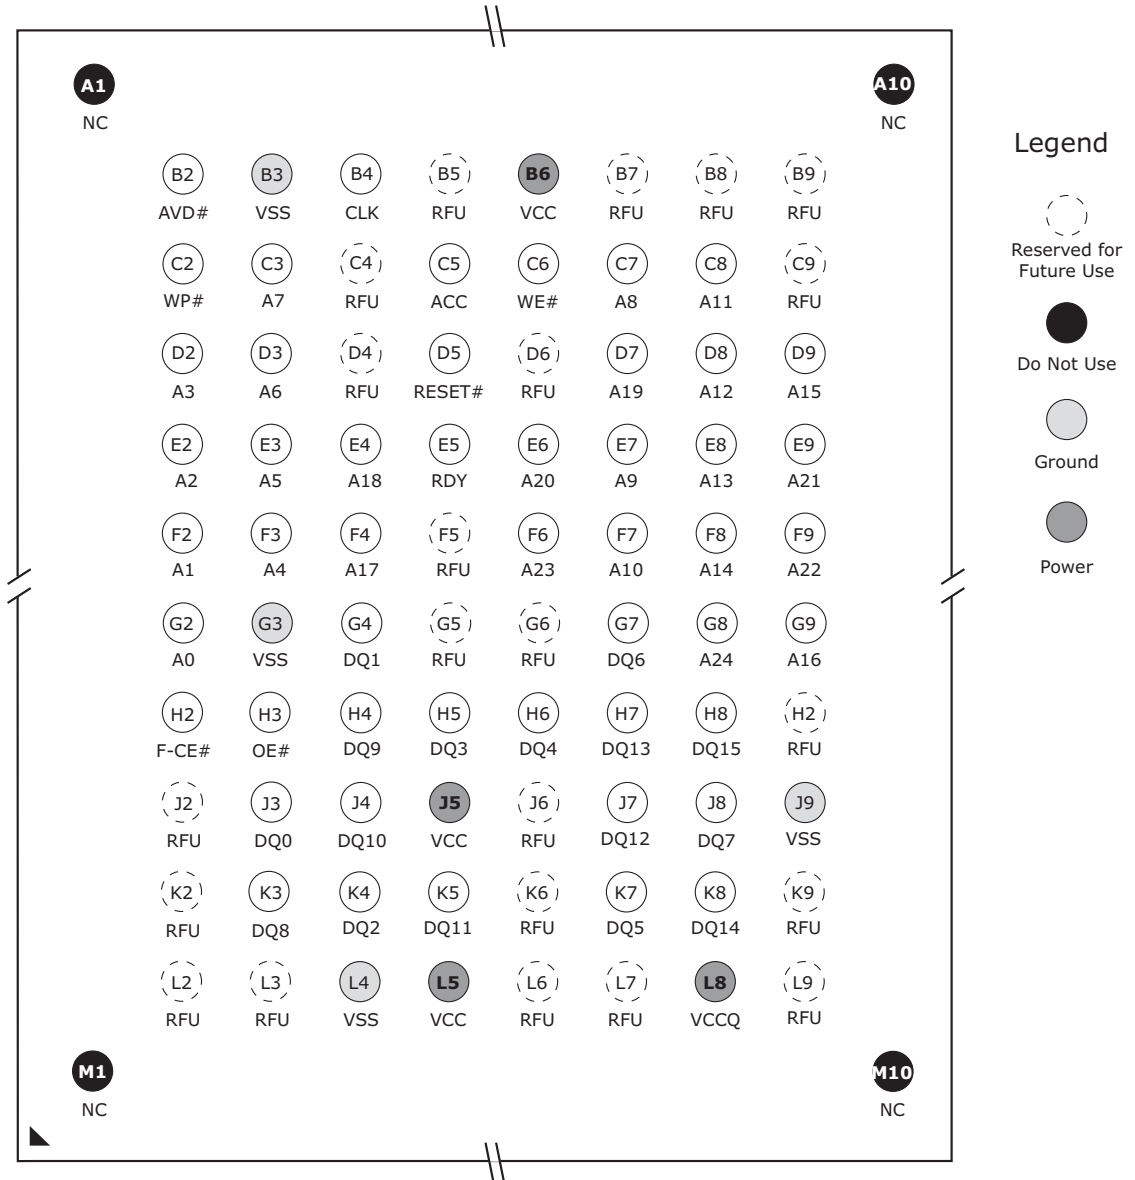 A1 A10
NC NC
Legend
B2 B3 B4 B5 B6 B7 B8 B9
AVD# VSS CLK RFU VCC RFU RFU RFU
Reserved for
Future Use
C2 C3 C4 C5 C6 C7 C8 C9
WP# A7 RFU ACC WE# A8 A11 RFU
D2 D3 D4 D5 D6 D7 D8 D9
Do Not Use
A3 A6 RFU RESET# RFU A19 A12 A15
E2 E3 E4 E5 E6 E7 E8 E9
Ground
A2 A5 A18 RDY A20 A9 A13 A21
F2 F3 F4 F5 F6 F7 F8 F9
A1 A4 A17 RFU A23 A10 A14 A22
Power
G2 G3 G4 G5 G6 G7 G8 G9
A0 VSS DQ1 RFU RFU DQ6 A24 A16
H2 H3 H4 H5 H6 H7 H8 H2
F-CE# OE# DQ9 DQ3 DQ4 DQ13 DQ15 RFU
J2 J3 J4 J5 J6 J7 J8 J9
RFU DQ0 DQ10 VCC RFU DQ12 DQ7 VSS
K2 K3 K4 K5 K6 K7 K8 K9
RFU DQ8 DQ2 DQ11 RFU DQ5 DQ14 RFU
L2 L3 L4 L5 L6 L7 L8 L9
RFU RFU VSS VCC RFU RFU VCCQ RFU
M1 M10
NC NC